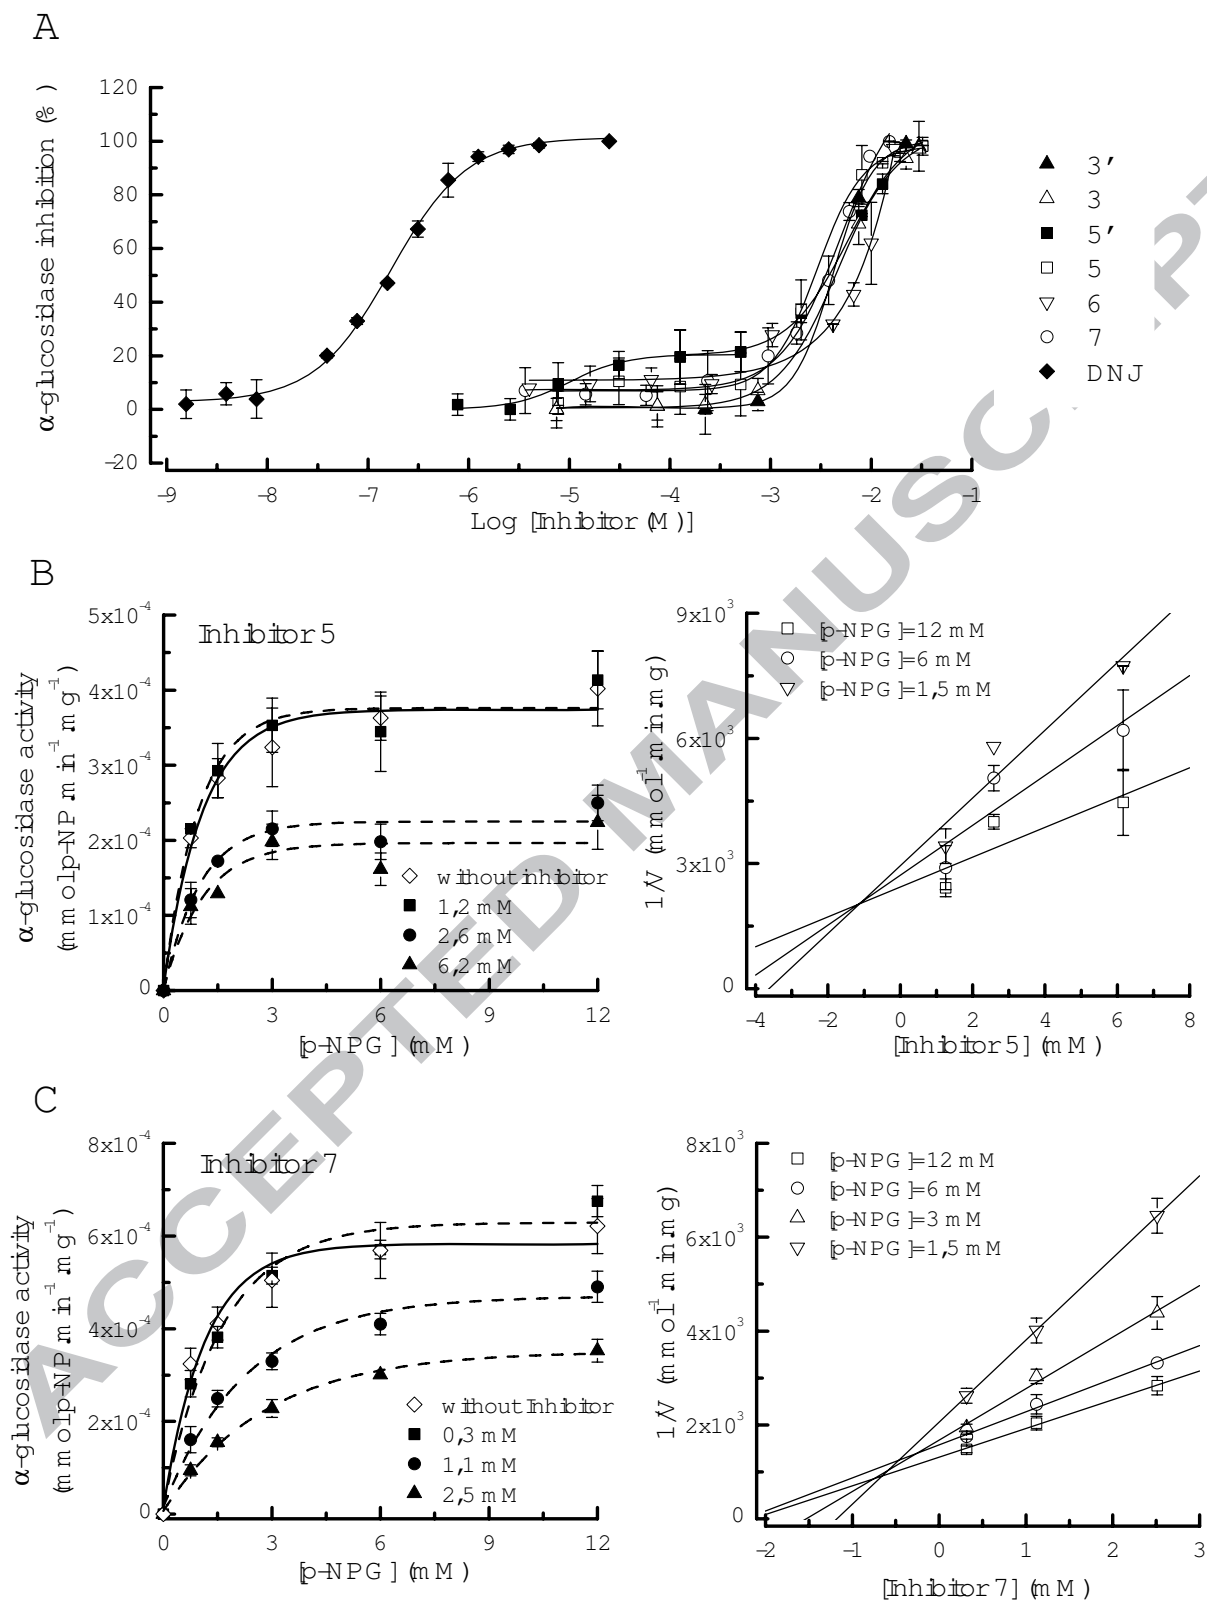 A
120
100
80
60
40
20
0
−20
α-glucosidase inhibition (%)
−9 −8 −7 −6 −5 −4 −3 −2 −1
Log [Inhibitor (M)]
3′
3
5′
5
6
7
DNJ
ACCEPTED MANUSCRIPT
B
Inhibitor 5
5x10⁻⁴
4x10⁻⁴
3x10⁻⁴
2x10⁻⁴
1x10⁻⁴
0
α-glucosidase activity
(mmol p-NP.min⁻¹.mg⁻¹)
without inhibitor
1,2 mM
2,6 mM
6,2 mM
0 3 6 9 12
[p-NPG] (mM)
9x10³
6x10³
3x10³
0
1/V (mmol⁻¹.min.mg)
[p-NPG]=12 mM
[p-NPG]=6 mM
[p-NPG]=1,5 mM
−4 −2 0 2 4 6 8
[Inhibitor 5] (mM)
C
Inhibitor 7
8x10⁻⁴
6x10⁻⁴
4x10⁻⁴
2x10⁻⁴
0
α-glucosidase activity
(mmol p-NP.min⁻¹.mg⁻¹)
without Inhibitor
0,3 mM
1,1 mM
2,5 mM
0 3 6 9 12
[p-NPG] (mM)
8x10³
6x10³
4x10³
2x10³
0
1/V (mmol⁻¹.min.mg)
[p-NPG]=12 mM
[p-NPG]=6 mM
[p-NPG]=3 mM
[p-NPG]=1,5 mM
−2 −1 0 1 2 3
[Inhibitor 7] (mM)